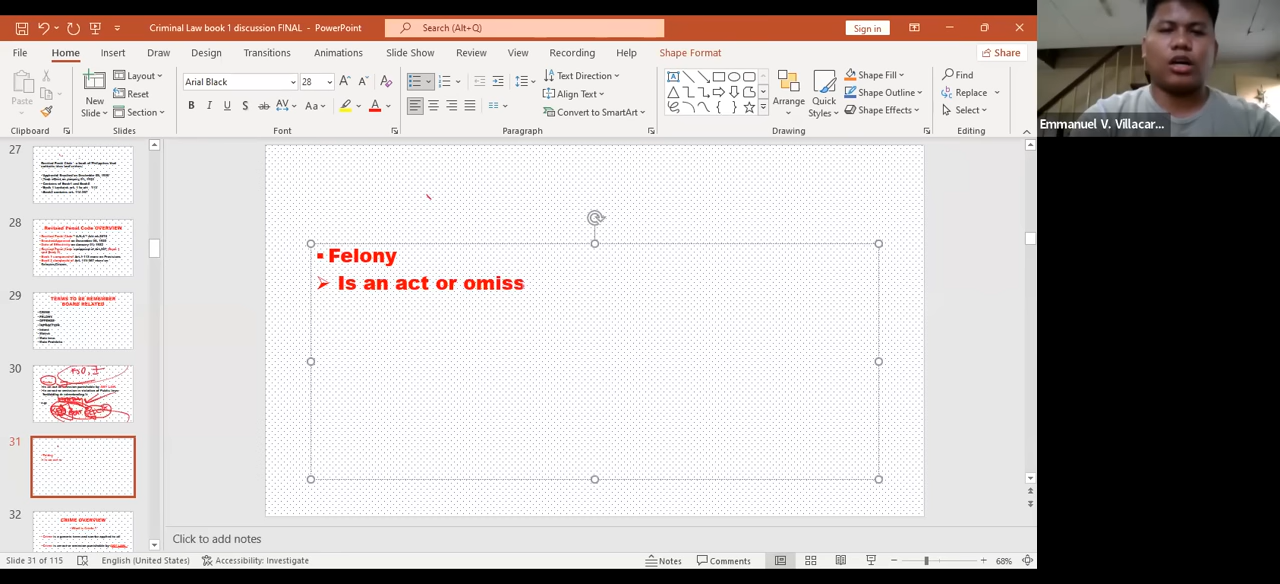 Criminal Law book 1 discussion FINAL - PowerPoint
Search (Alt+Q)
Sign in
File Home Insert Draw Design Transitions Animations Slide Show Review View Recording Help Shape Format Share
Paste
New Slide
Layout
Reset
Section
Arial Black 28
Text Direction
Align Text
Convert to SmartArt
Arrange
Quick Styles
Shape Fill
Shape Outline
Shape Effects
Find
Replace
Select
Clipboard Slides Font Paragraph Drawing Editing
Emmanuel V. Villacar...
27
28
Revised Penal Code OVERVIEW
29
TERMS TO BE REMEMBER
BOARD RELATED
30
31
32
CRIME OVERVIEW
▪ Felony
➢ Is an act or omiss
Click to add notes
Slide 31 of 115 English (United States) Accessibility: Investigate Notes Comments 68%